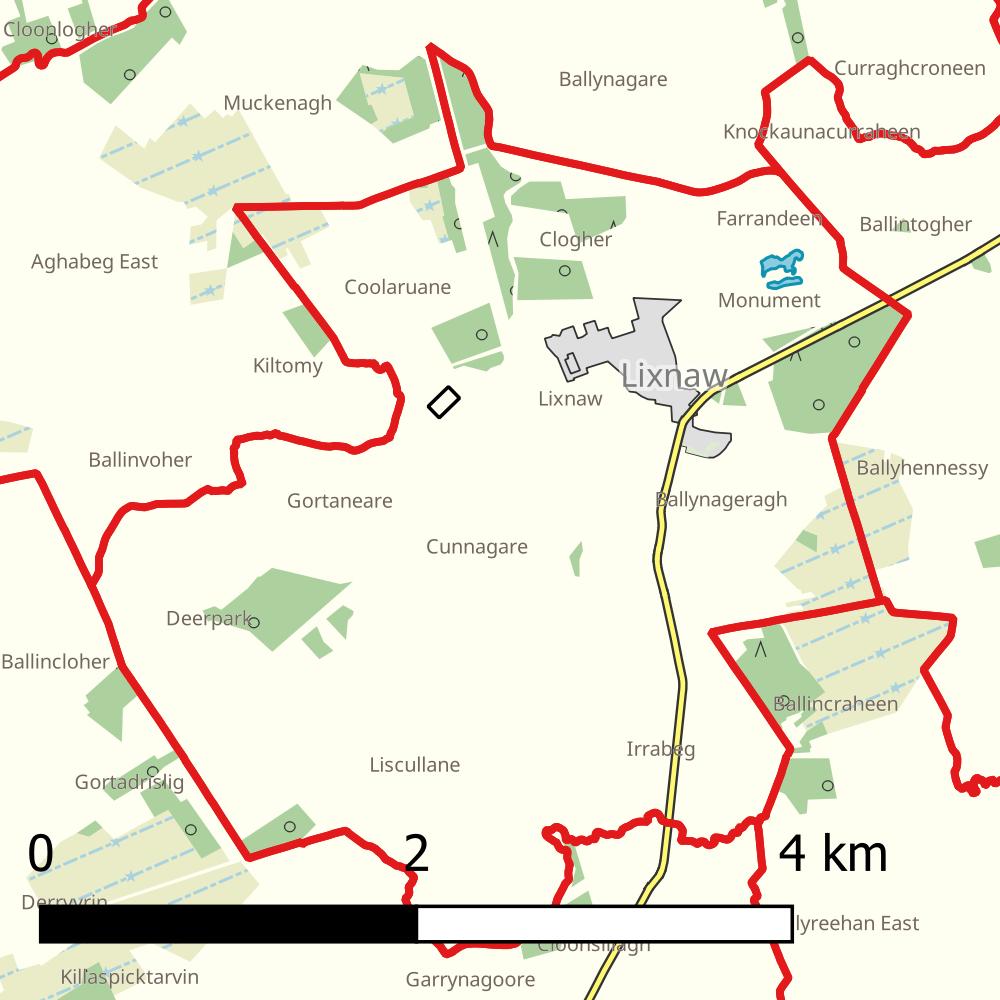 Cloonlogher
Curraghcroneen
Ballynagare
Muckenagh
Knockaunacurraheen
Farrandeen
Ballintogher
Clogher
Aghabeg East
Coolaruane
Monument
Kiltomy
Lixnaw
Lixnaw
Ballinvoher
Ballyhennessy
Gortaneare
Ballynageragh
Cunnagare
Deerpark
Ballincloher
Ballincraheen
Irrabeg
Liscullane
Gortadrislig
0
2
4 km
Derryvrin
lyreehan East
Cloonsillagh
Killaspicktarvin
Garrynagoore